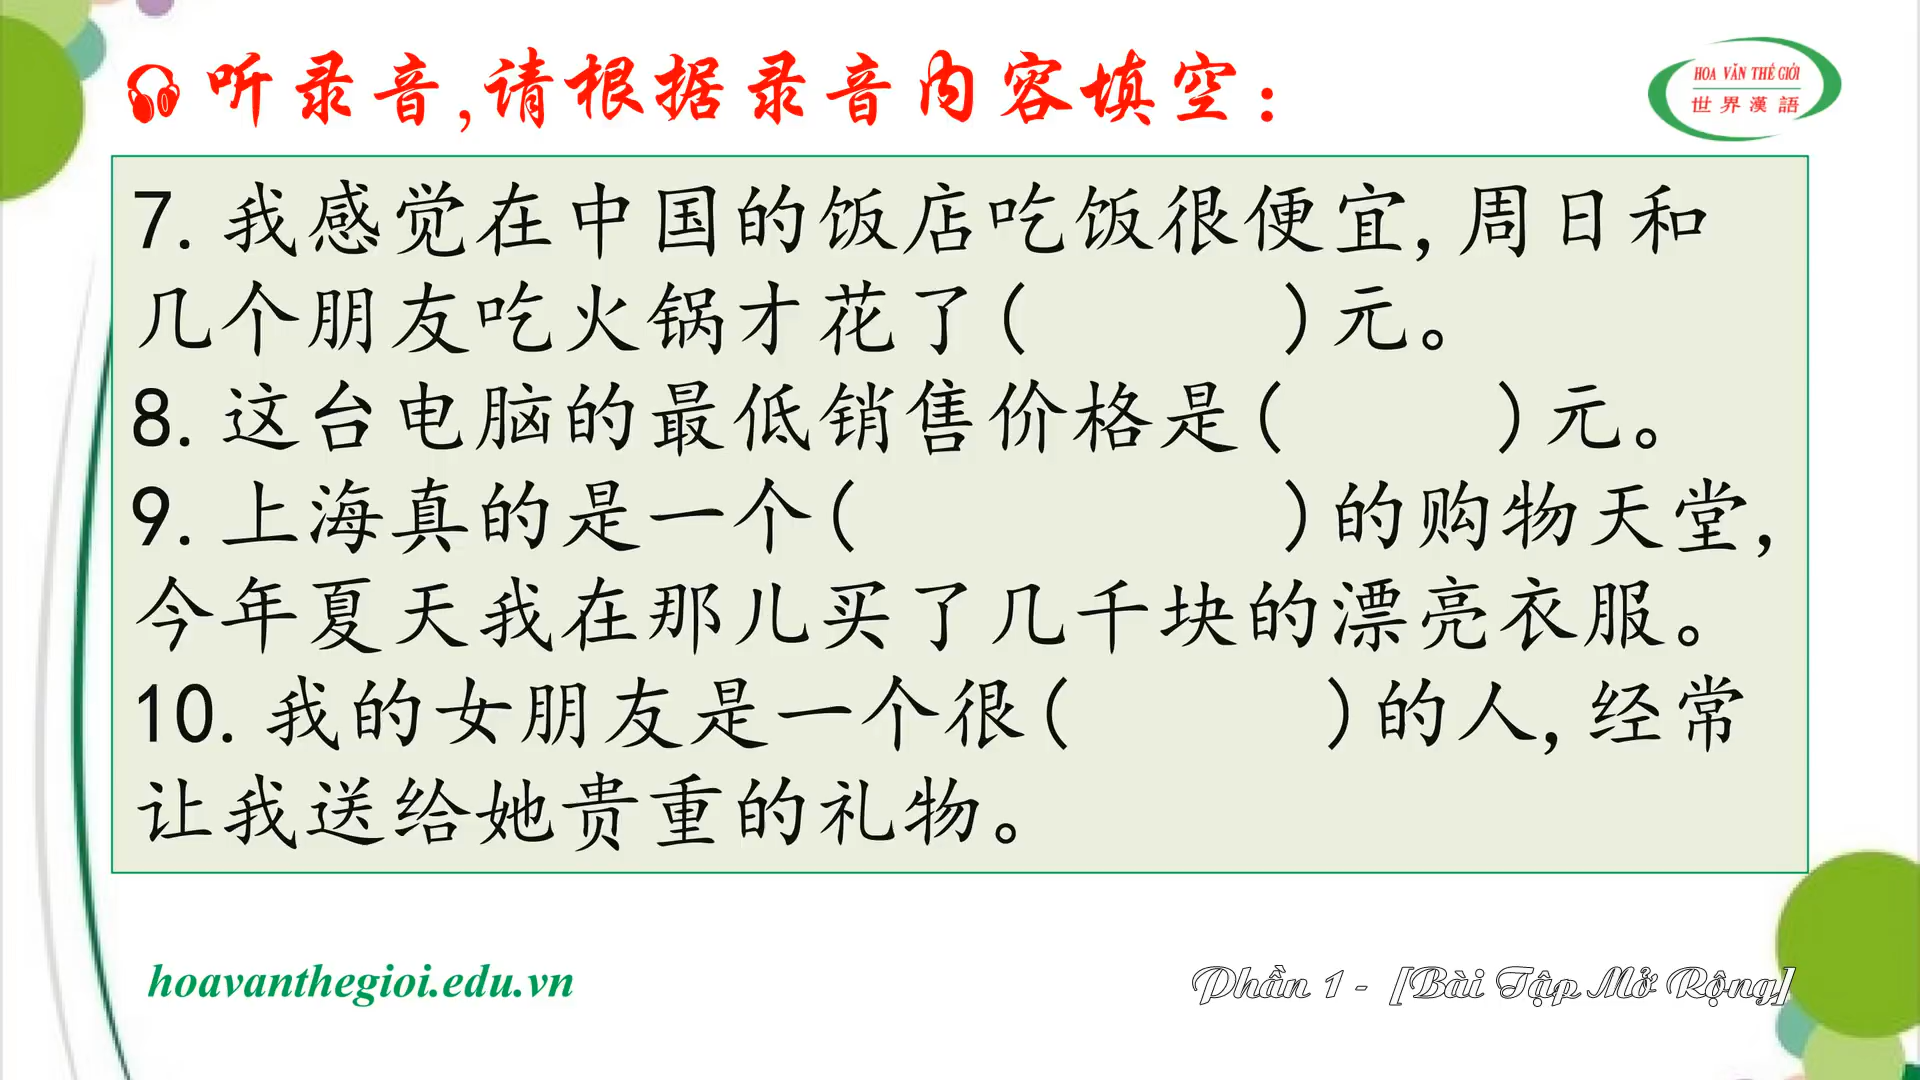 听录音,请根据录音内容填空:
HOA VĂN THẾ GIỚI
世界漢語
7. 我感觉在中国的饭店吃饭很便宜,周日和
几个朋友吃火锅才花了( )元。
8. 这台电脑的最低销售价格是( )元。
9. 上海真的是一个( )的购物天堂,
今年夏天我在那儿买了几千块的漂亮衣服。
10. 我的女朋友是一个很( )的人,经常
让我送给她贵重的礼物。
hoavanthegioi.edu.vn
Phần 1 - [Bài Tập Mở Rộng]